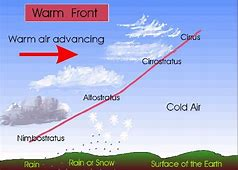 Warm Front
Warm air advancing
Cirrus
Cirrostratus
Altostratus
Cold Air
Nimbostratus
Rain
Rain or Snow
Surface of the Earth